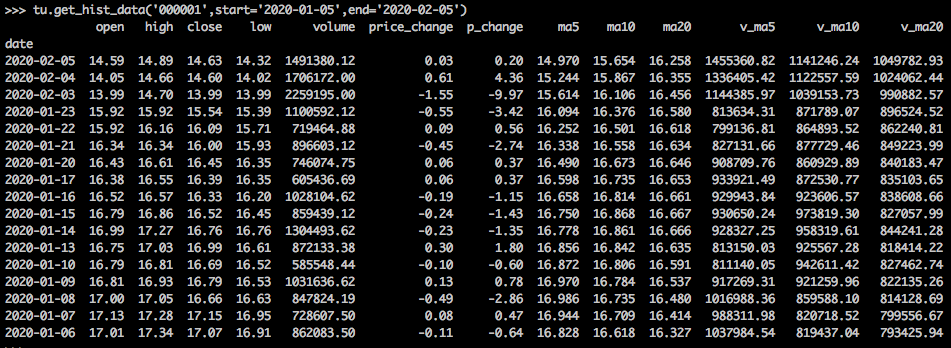 >>> tu.get_hist_data('000001',start='2020-01-05',end='2020-02-05')
open high close low volume price_change p_change ma5 ma10 ma20 v_ma5 v_ma10 v_ma20
date
2020-02-05 14.59 14.89 14.63 14.32 1491380.12 0.03 0.20 14.970 15.654 16.258 1455360.82 1141246.24 1049782.93
2020-02-04 14.05 14.66 14.60 14.02 1706172.00 0.61 4.36 15.244 15.867 16.355 1336405.42 1122557.59 1024062.44
2020-02-03 13.99 14.70 13.99 13.99 2259195.00 -1.55 -9.97 15.614 16.106 16.456 1144385.97 1039153.73 990882.57
2020-01-23 15.92 15.92 15.54 15.39 1100592.12 -0.55 -3.42 16.094 16.376 16.580 813634.31 871789.07 896524.52
2020-01-22 15.92 16.16 16.09 15.71 719464.88 0.09 0.56 16.252 16.501 16.618 799136.81 864893.52 862240.81
2020-01-21 16.34 16.34 16.00 15.93 896603.12 -0.45 -2.74 16.338 16.558 16.634 827131.66 877729.46 849223.99
2020-01-20 16.43 16.61 16.45 16.35 746074.75 0.06 0.37 16.490 16.673 16.646 908709.76 860929.89 840183.47
2020-01-17 16.38 16.55 16.39 16.35 605436.69 0.06 0.37 16.598 16.735 16.653 933921.49 872530.77 835103.65
2020-01-16 16.52 16.57 16.33 16.20 1028104.62 -0.19 -1.15 16.658 16.814 16.661 929943.84 923606.57 838608.66
2020-01-15 16.79 16.86 16.52 16.45 859439.12 -0.24 -1.43 16.750 16.868 16.667 930650.24 973819.30 827057.99
2020-01-14 16.99 17.27 16.76 16.76 1304493.62 -0.23 -1.35 16.778 16.861 16.666 928327.25 958319.61 844241.28
2020-01-13 16.75 17.03 16.99 16.61 872133.38 0.30 1.80 16.856 16.842 16.635 813150.03 925567.28 818414.22
2020-01-10 16.79 16.81 16.69 16.52 585548.44 -0.10 -0.60 16.872 16.806 16.591 811140.05 942611.42 827462.74
2020-01-09 16.81 16.93 16.79 16.53 1031636.62 0.13 0.78 16.970 16.784 16.537 917269.31 921259.96 822135.26
2020-01-08 17.00 17.05 16.66 16.63 847824.19 -0.49 -2.86 16.986 16.735 16.480 1016988.36 859588.10 814128.69
2020-01-07 17.13 17.28 17.15 16.95 728607.50 0.08 0.47 16.944 16.709 16.414 988311.98 820718.52 799556.67
2020-01-06 17.01 17.34 17.07 16.91 862083.50 -0.11 -0.64 16.828 16.618 16.327 1037984.54 819437.04 793425.94